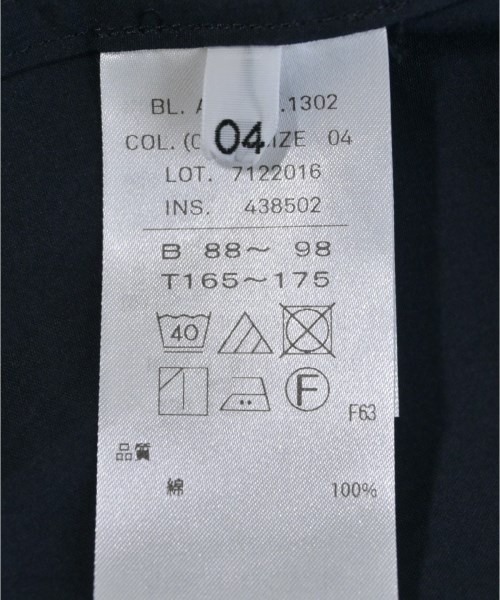 BL. .1302
COL. SIZE 04
04
LOT. 7122016
INS. 438502
B 88～ 98
T165～175
40
F
F63
品質
綿 100%